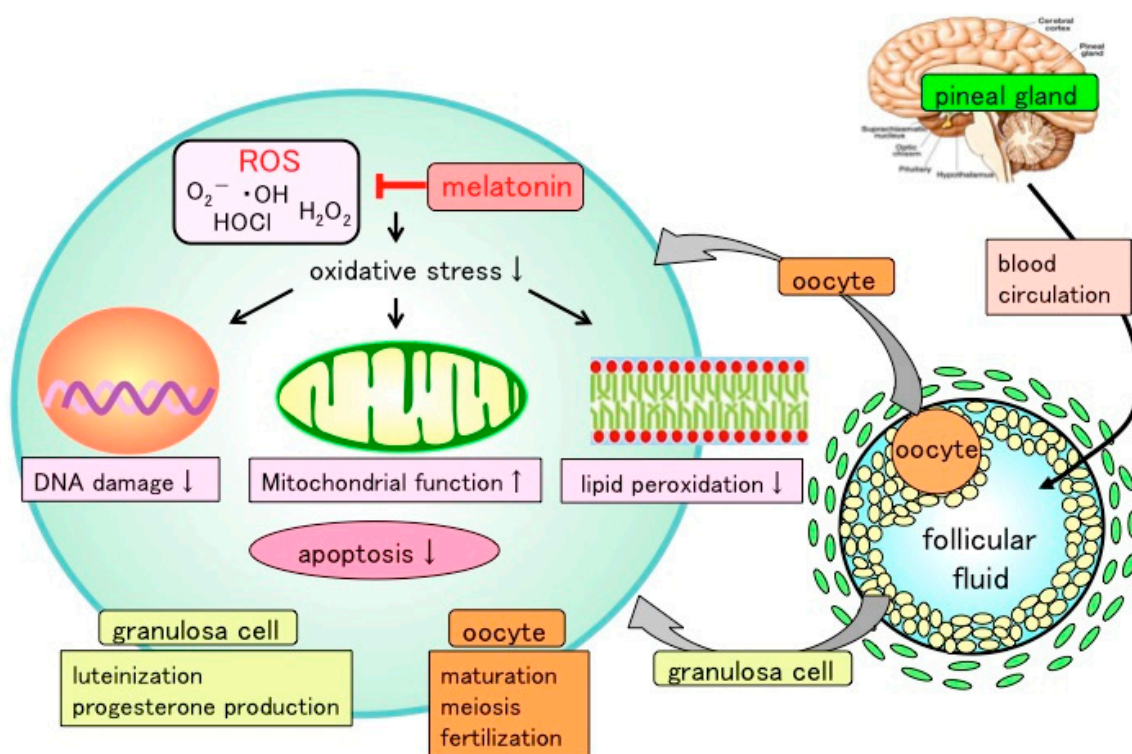 Cerebral
cortex
Pineal
gland
pineal gland
Suprachiasmatic
nucleus
Optic
chiasm
Pituitary
Hypothalamus
ROS
O₂⁻ ·OH
HOCl H₂O₂
melatonin
oxidative stress ↓
oocyte
blood
circulation
DNA damage ↓
Mitochondrial function ↑
lipid peroxidation ↓
oocyte
apoptosis ↓
follicular
fluid
granulosa cell
luteinization
progesterone production
oocyte
maturation
meiosis
fertilization
granulosa cell